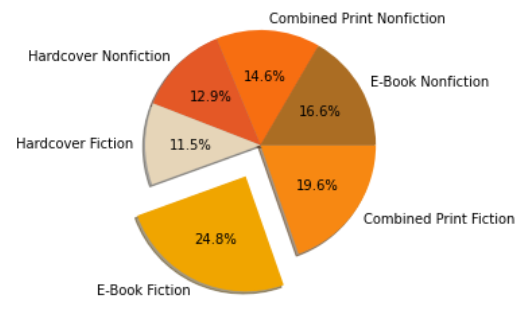 Combined Print Nonfiction
Hardcover Nonfiction
14.6%
E-Book Nonfiction
12.9%
16.6%
Hardcover Fiction
11.5%
19.6%
Combined Print Fiction
24.8%
E-Book Fiction